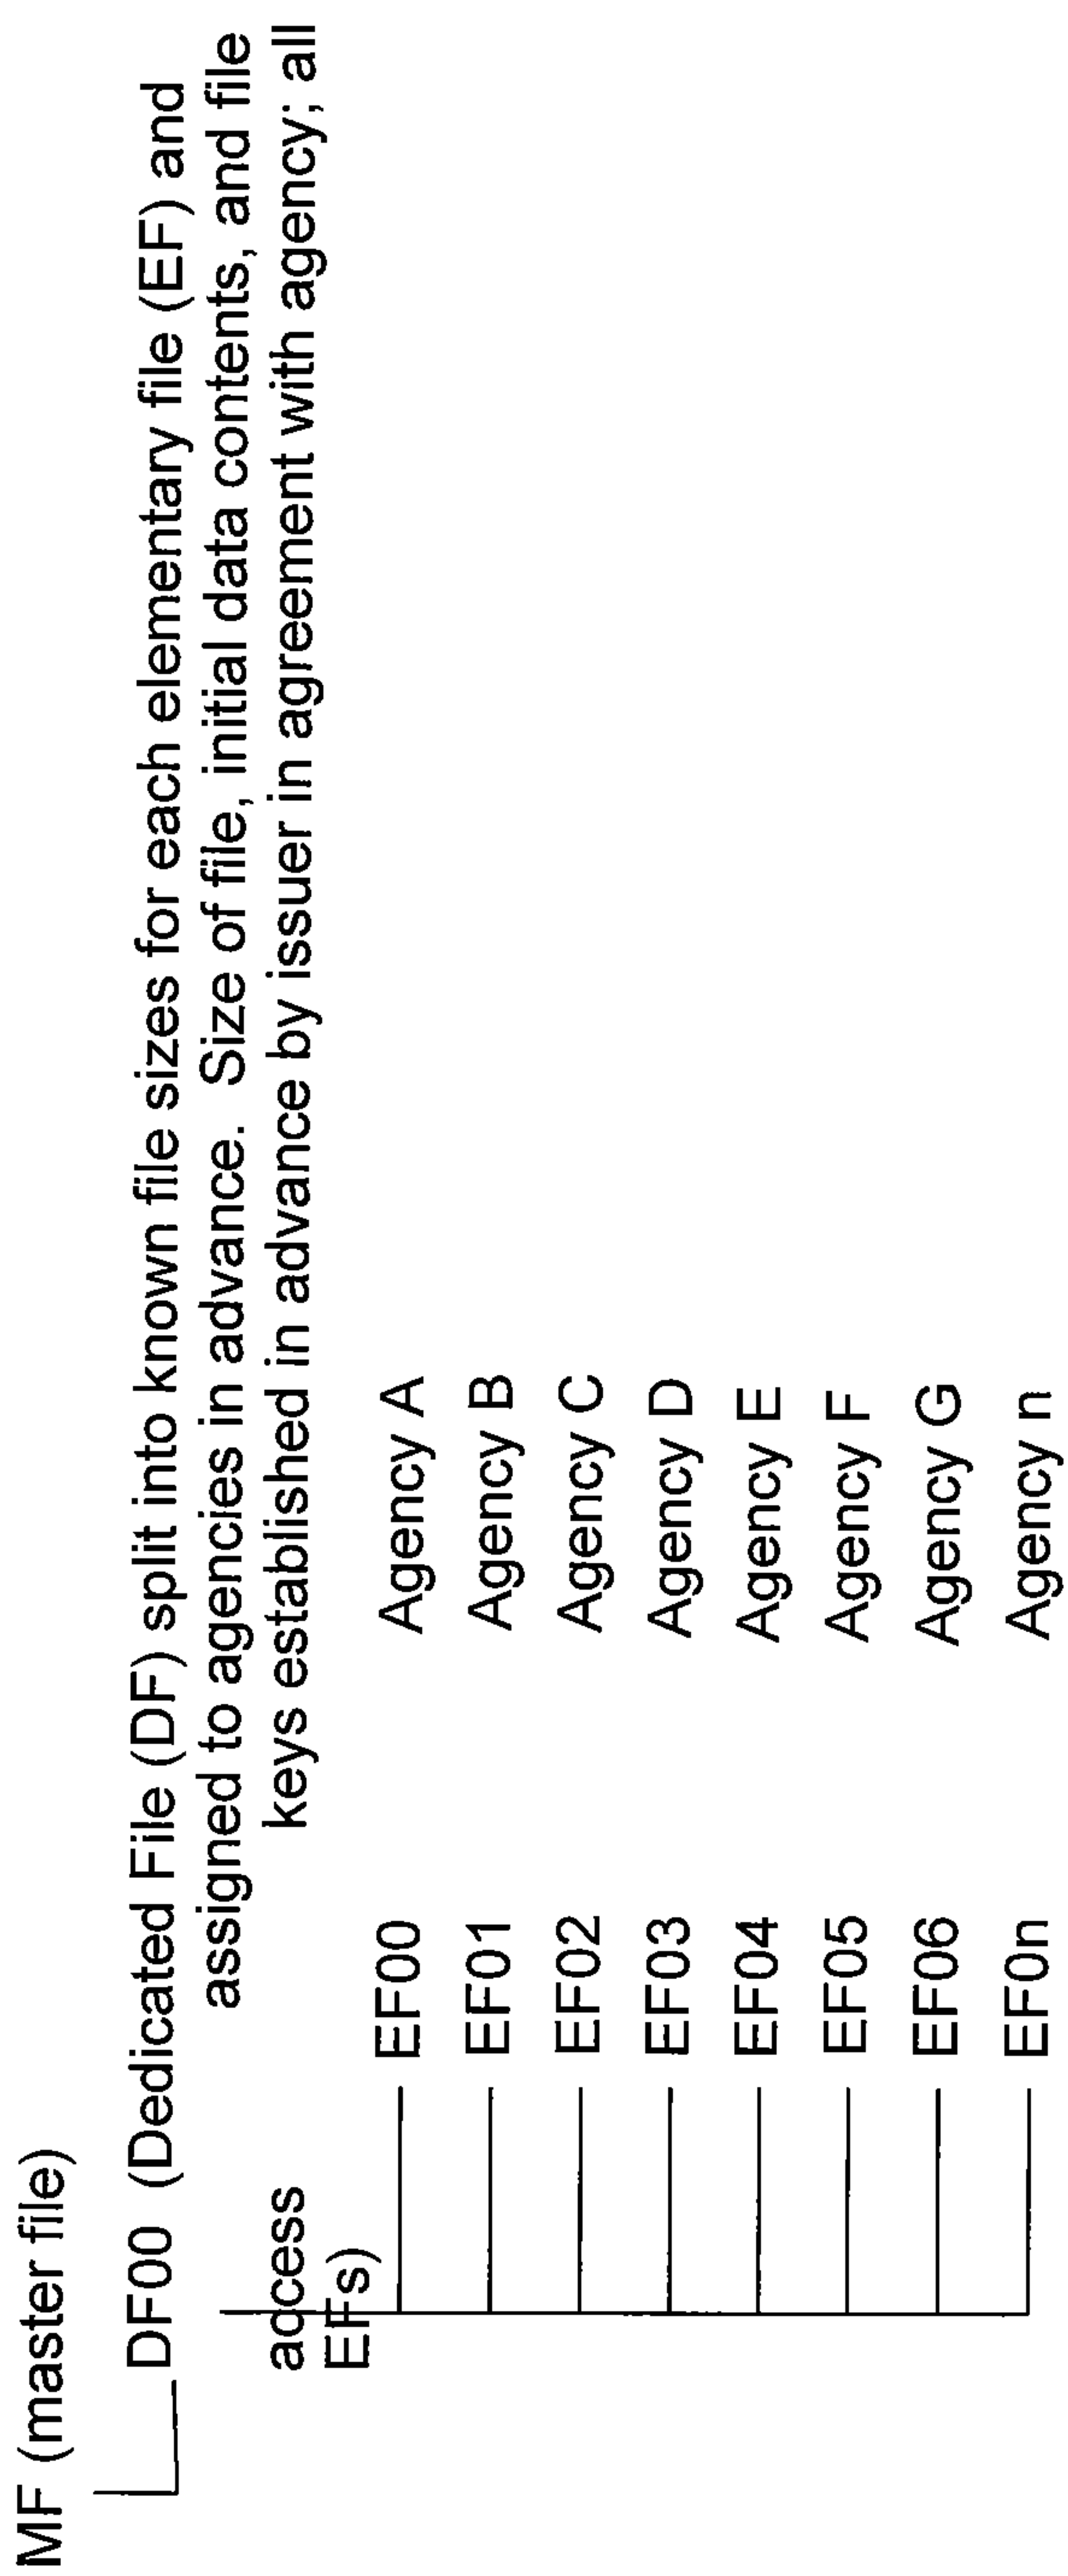 MF (master file)
DF00 (Dedicated File (DF) split into known file sizes for each elementary file (EF) and
assigned to agencies in advance. Size of file, initial data contents, and file
access keys established in advance by issuer in agreement with agency; all
EFs)
EF00 Agency A
EF01 Agency B
EF02 Agency C
EF03 Agency D
EF04 Agency E
EF05 Agency F
EF06 Agency G
EF0n Agency n